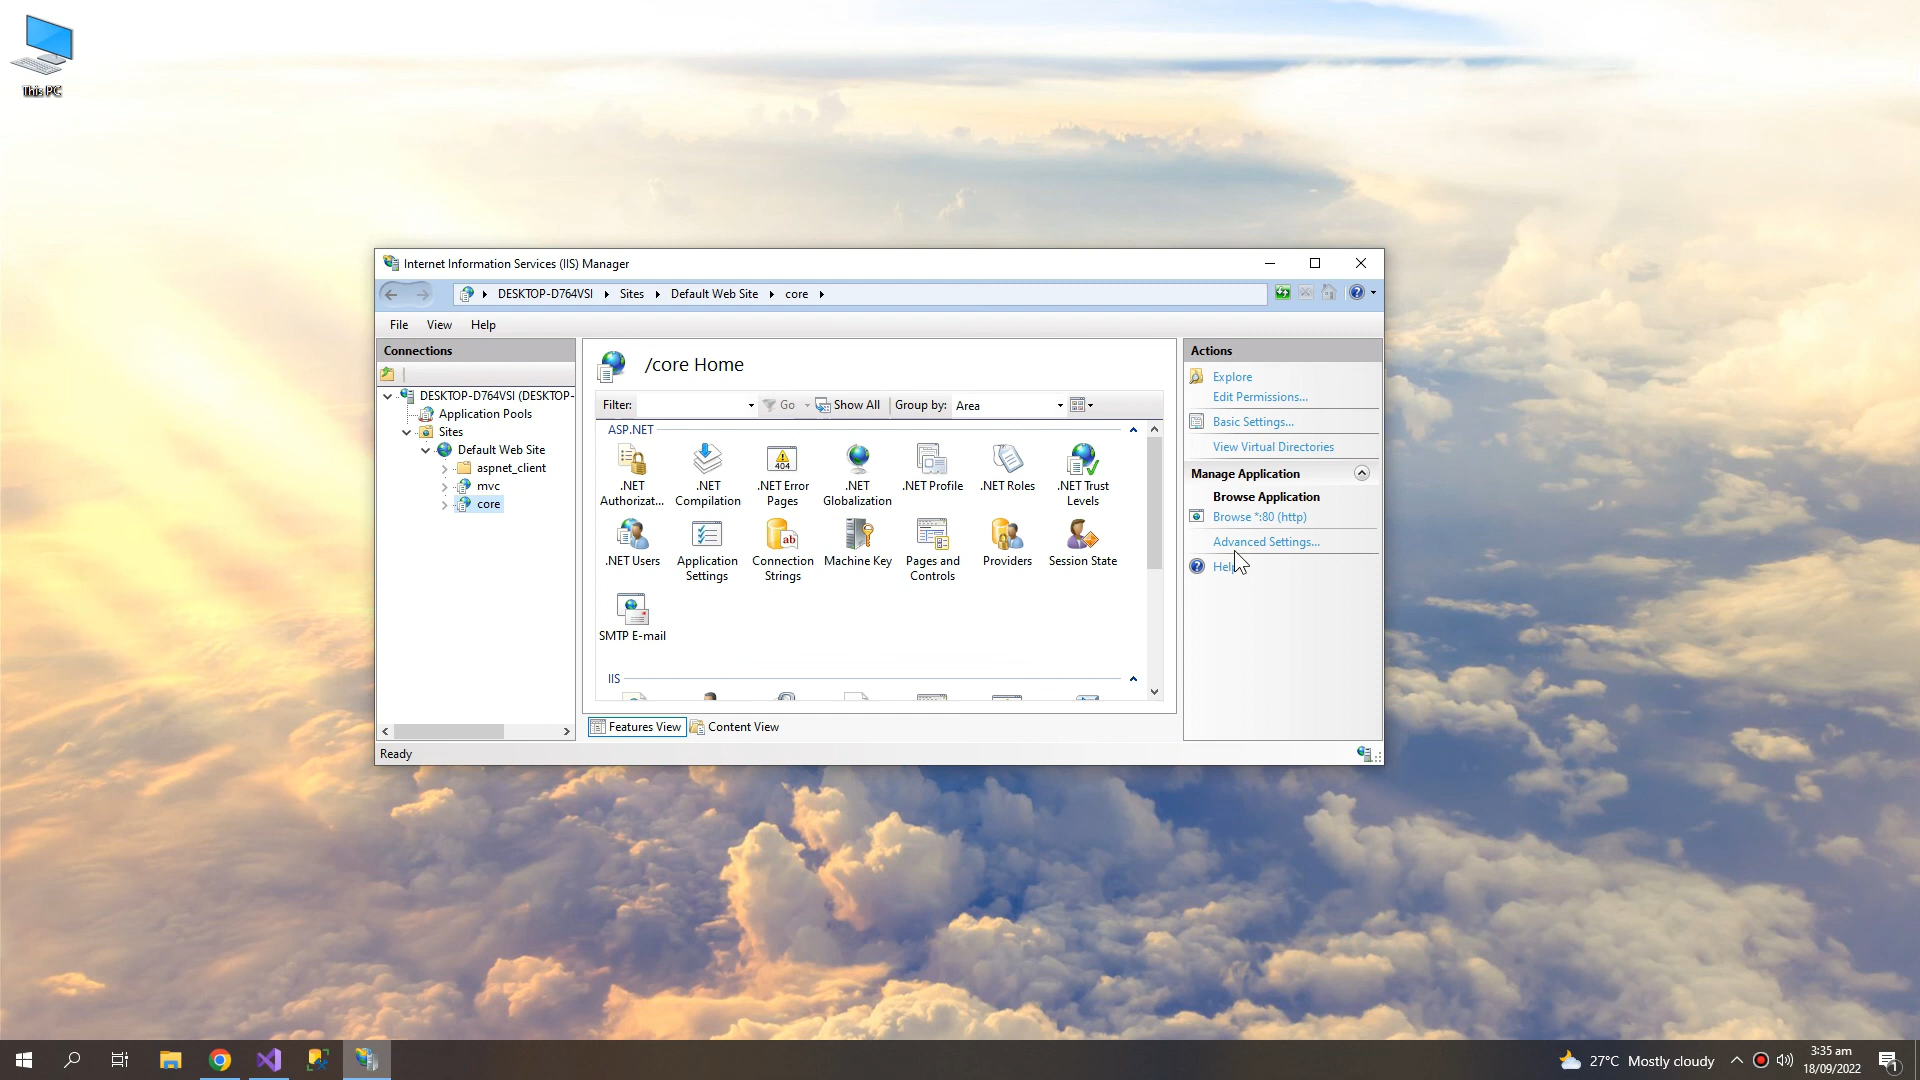 This PC
Internet Information Services (IIS) Manager
DESKTOP-D764VSI Sites Default Web Site core
File View Help
Connections
DESKTOP-D764VSI (DESKTOP-
Application Pools
Sites
Default Web Site
aspnet_client
mvc
core
/core Home
Filter: Go Show All Group by: Area
ASP.NET
.NET Authorizat...
.NET Compilation
.NET Error Pages
404
.NET Globalization
.NET Profile
.NET Roles
.NET Trust Levels
.NET Users
Application Settings
Connection Strings
ab
Machine Key
Pages and Controls
Providers
Session State
SMTP E-mail
IIS
Features View Content View
Ready
Actions
Explore
Edit Permissions...
Basic Settings...
View Virtual Directories
Manage Application
Browse Application
Browse *:80 (http)
Advanced Settings...
Help
27°C Mostly cloudy
3:35 am
18/09/2022
1